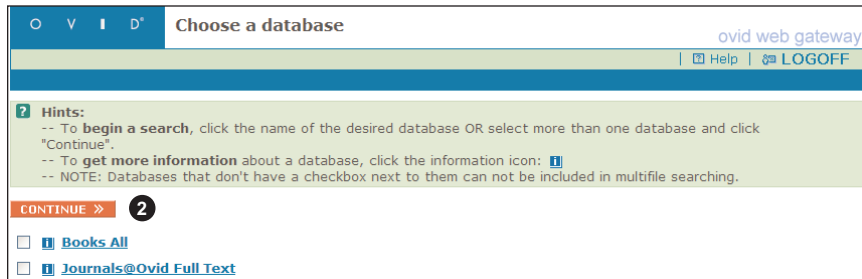 O V I D° Choose a database
ovid web gateway
| ? Help | LOGOFF
? Hints:
-- To begin a search, click the name of the desired database OR select more than one database and click
"Continue".
-- To get more information about a database, click the information icon: i
-- NOTE: Databases that don't have a checkbox next to them can not be included in multifile searching.
CONTINUE » 2
i Books All
i Journals@Ovid Full Text